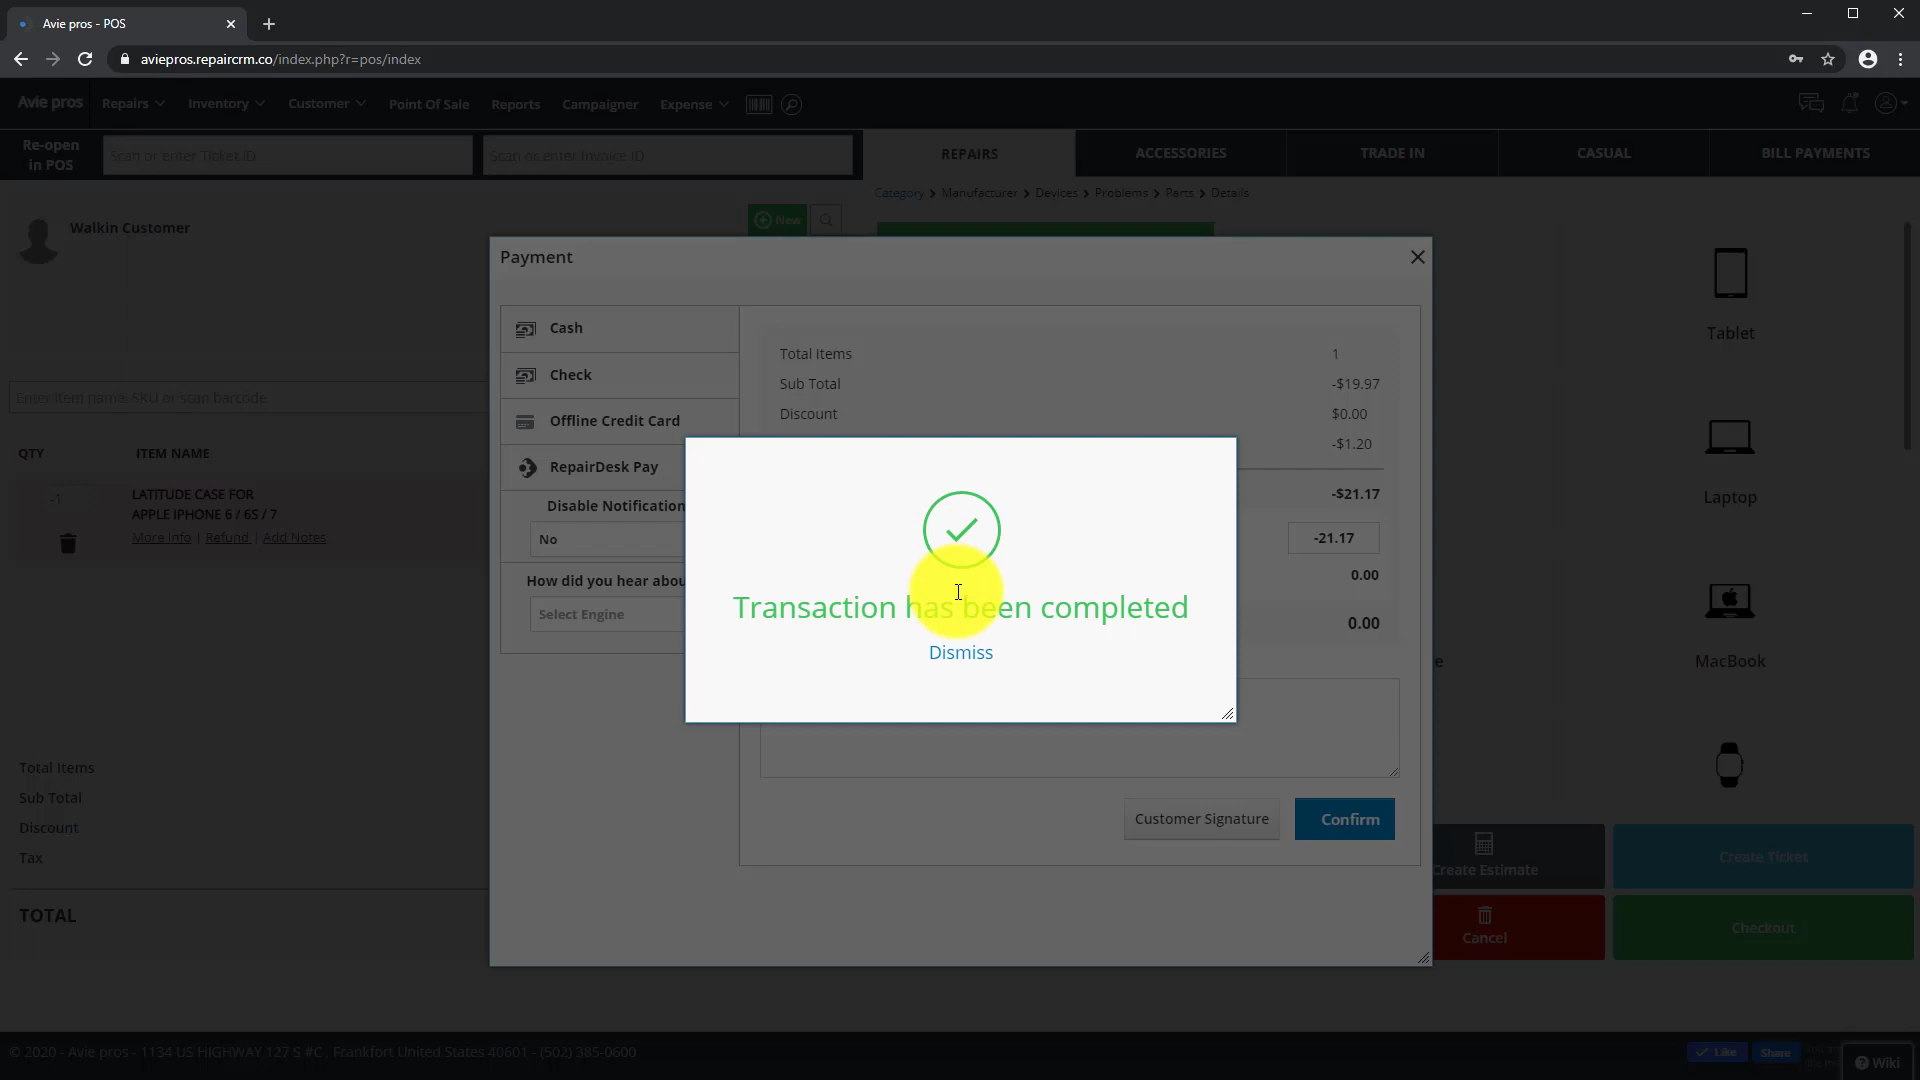 Avie pros - POS
aviepros.repaircrm.co/index.php?r=pos/index
Avie pros
Repairs
Inventory
Customer
Point Of Sale
Reports
Campaigner
Expense
Re-open
in POS
Scan or enter Ticket ID
Scan or enter Invoice ID
REPAIRS
ACCESSORIES
TRADE IN
CASUAL
BILL PAYMENTS
Category > Manufacturer > Devices > Problems > Parts > Details
Walkin Customer
New
Payment
Cash
Check
Offline Credit Card
RepairDesk Pay
Disable Notification
No
How did you hear abou
Select Engine
Total Items 1
Sub Total -$19.97
Discount $0.00
-$1.20
-$21.17
-21.17
0.00
0.00
Transaction has been completed
Dismiss
Customer Signature
Confirm
Enter item name, SKU or scan barcode
QTY ITEM NAME
-1
LATITUDE CASE FOR
APPLE IPHONE 6 / 6S / 7
More Info | Refund | Add Notes
Total Items
Sub Total
Discount
Tax
TOTAL
Tablet
Laptop
e
MacBook
Create Estimate
Create Ticket
Cancel
Checkout
© 2020 - Avie pros - 1134 US HIGHWAY 127 S #C , Frankfort United States 40601 - (502) 385-0600
Like
Share
Wiki